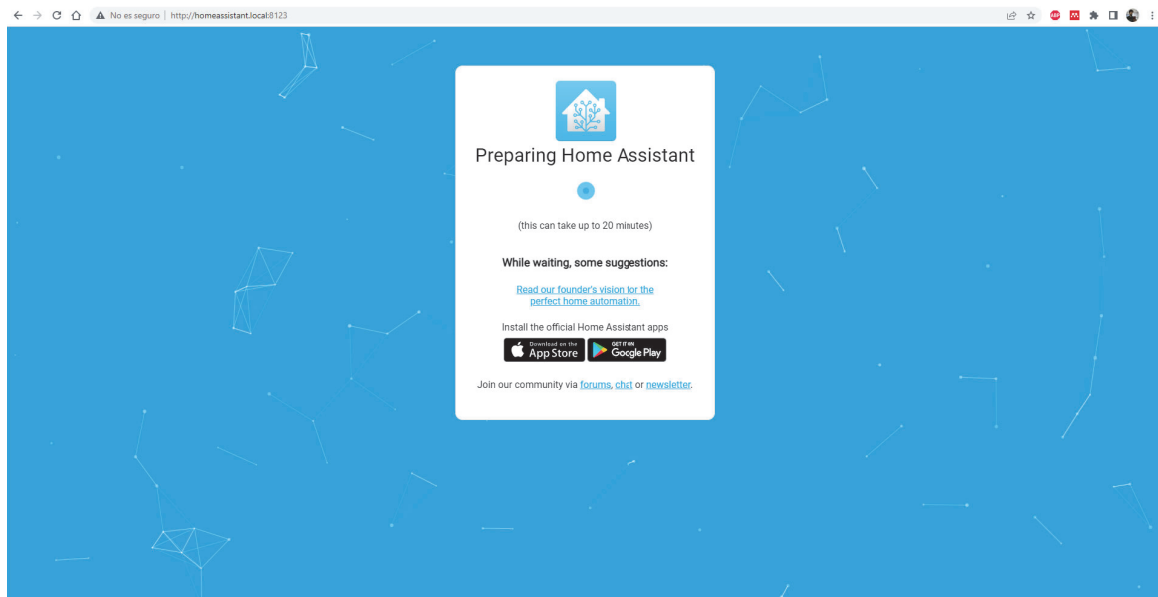 No es seguro | http://homeassistant.local:8123
ABP
Preparing Home Assistant
(this can take up to 20 minutes)
While waiting, some suggestions:
Read our founder's vision for the
perfect home automation.
Install the official Home Assistant apps
Download on the
App Store
GET IT ON
Google Play
Join our community via forums, chat or newsletter.